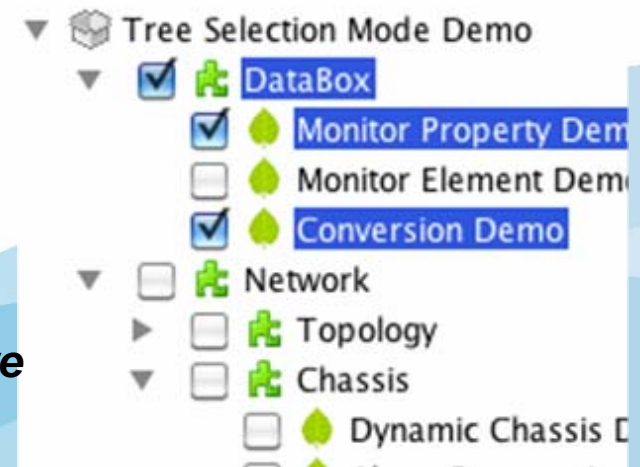 Tree Selection Mode Demo
DataBox
Monitor Property Dem
Monitor Element Dem
Conversion Demo
Network
Topology
Chassis
Dynamic Chassis D